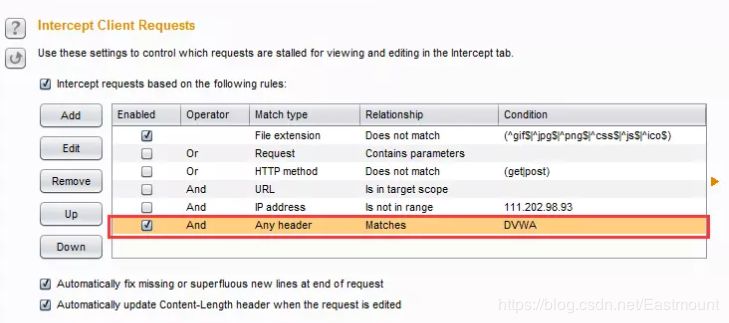 Intercept Client Requests
?
Use these settings to control which requests are stalled for viewing and editing in the Intercept tab.
Intercept requests based on the following rules:
Add
Edit
Remove
Up
Down
Enabled Operator Match type Relationship Condition
File extension Does not match (^gif$|^jpg$|^png$|^css$|^js$|^ico$)
Or Request Contains parameters
Or HTTP method Does not match (get|post)
And URL Is in target scope
And IP address Is not in range 111.202.98.93
And Any header Matches DVWA
Automatically fix missing or superfluous new lines at end of request
Automatically update Content-Length header when the request is edited
https://blog.csdn.net/Eastmount